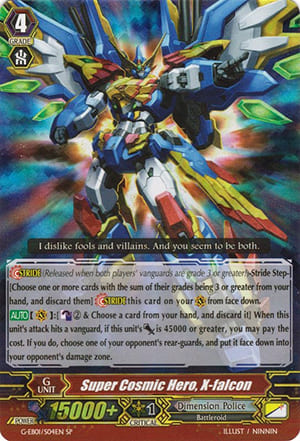 4
GRADE
I dislike fools and villains. And you seem to be both.
STRIDE (Released when both players' vanguards are grade 3 or greater!)-Stride Step-
[Choose one or more cards with the sum of their grades being 3 or greater from your
hand, and discard them] STRIDE this card on your from face down.
AUTO : [ 2 & Choose a card from your hand, and discard it] When this
unit's attack hits a vanguard, if this unit's is 45000 or greater, you may pay the
cost. If you do, choose one of your opponent's rear-guards, and put it face down into
your opponent's damage zone.
G
UNIT
Super Cosmic Hero, X-falcon
POWER
15000+
1
CRITICAL
Dimension Police
Battleroid
G-EB01/S04EN SP
ILLUST / NINNIN